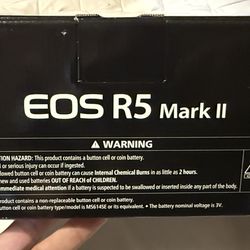 EOS R5 Mark II
WARNING
TION HAZARD: This product contains a button cell or coin battery.
l or serious injury can occur if ingested.
llowed button cell or coin battery can cause Internal Chemical Burns in as little as 2 hours.
new and used batteries OUT OF REACH OF CHILDREN.
immediate medical attention if a battery is suspected to be swallowed or inserted inside any part of the body.
product contains a non-replaceable button cell or coin battery.
button cell or coin battery type/model is MS614SE or its equivalent. • The battery nominal voltage is 3V.